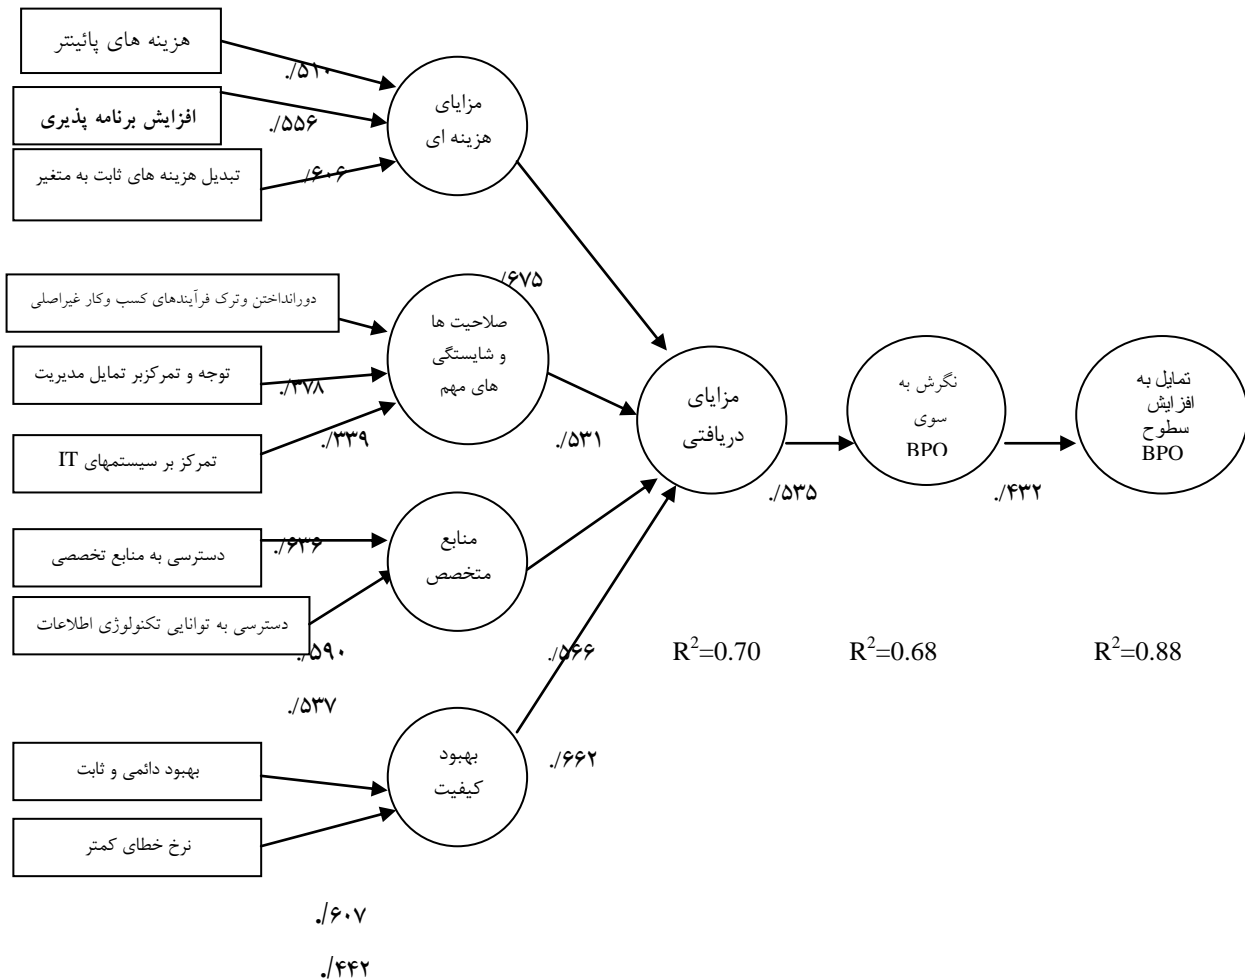 هزینه های پائینتر
./۵۱۰
افزایش برنامه پذیری
./۵۵۶
تبدیل هزینه های ثابت به متغیر
./۶۰۶
مزایای
هزینه ای
./۶۷۵
دورانداختن وترک فرآیندهای کسب وکار غیراصلی
توجه و تمرکزبر تمایل مدیریت
./۳۷۸
تمرکز بر سیستمهای IT
./۳۳۹
صلاحیت ها
و شایستگی
های مهم
./۵۳۱
مزایای
دریافتی
./۵۳۵
نگرش به
سوی
BPO
./۴۳۲
تمایل به
افزایش
سطوح
BPO
دسترسی به منابع تخصصی
./۶۳۶
دسترسی به توانایی تکنولوژی اطلاعات
./۵۹۰
./۵۳۷
منابع
متخصص
./۵۶۶
R²=0.70
R²=0.68
R²=0.88
بهبود دائمی و ثابت
نرخ خطای کمتر
بهبود
کیفیت
./۶۶۲
./۶۰۷
./۴۴۲